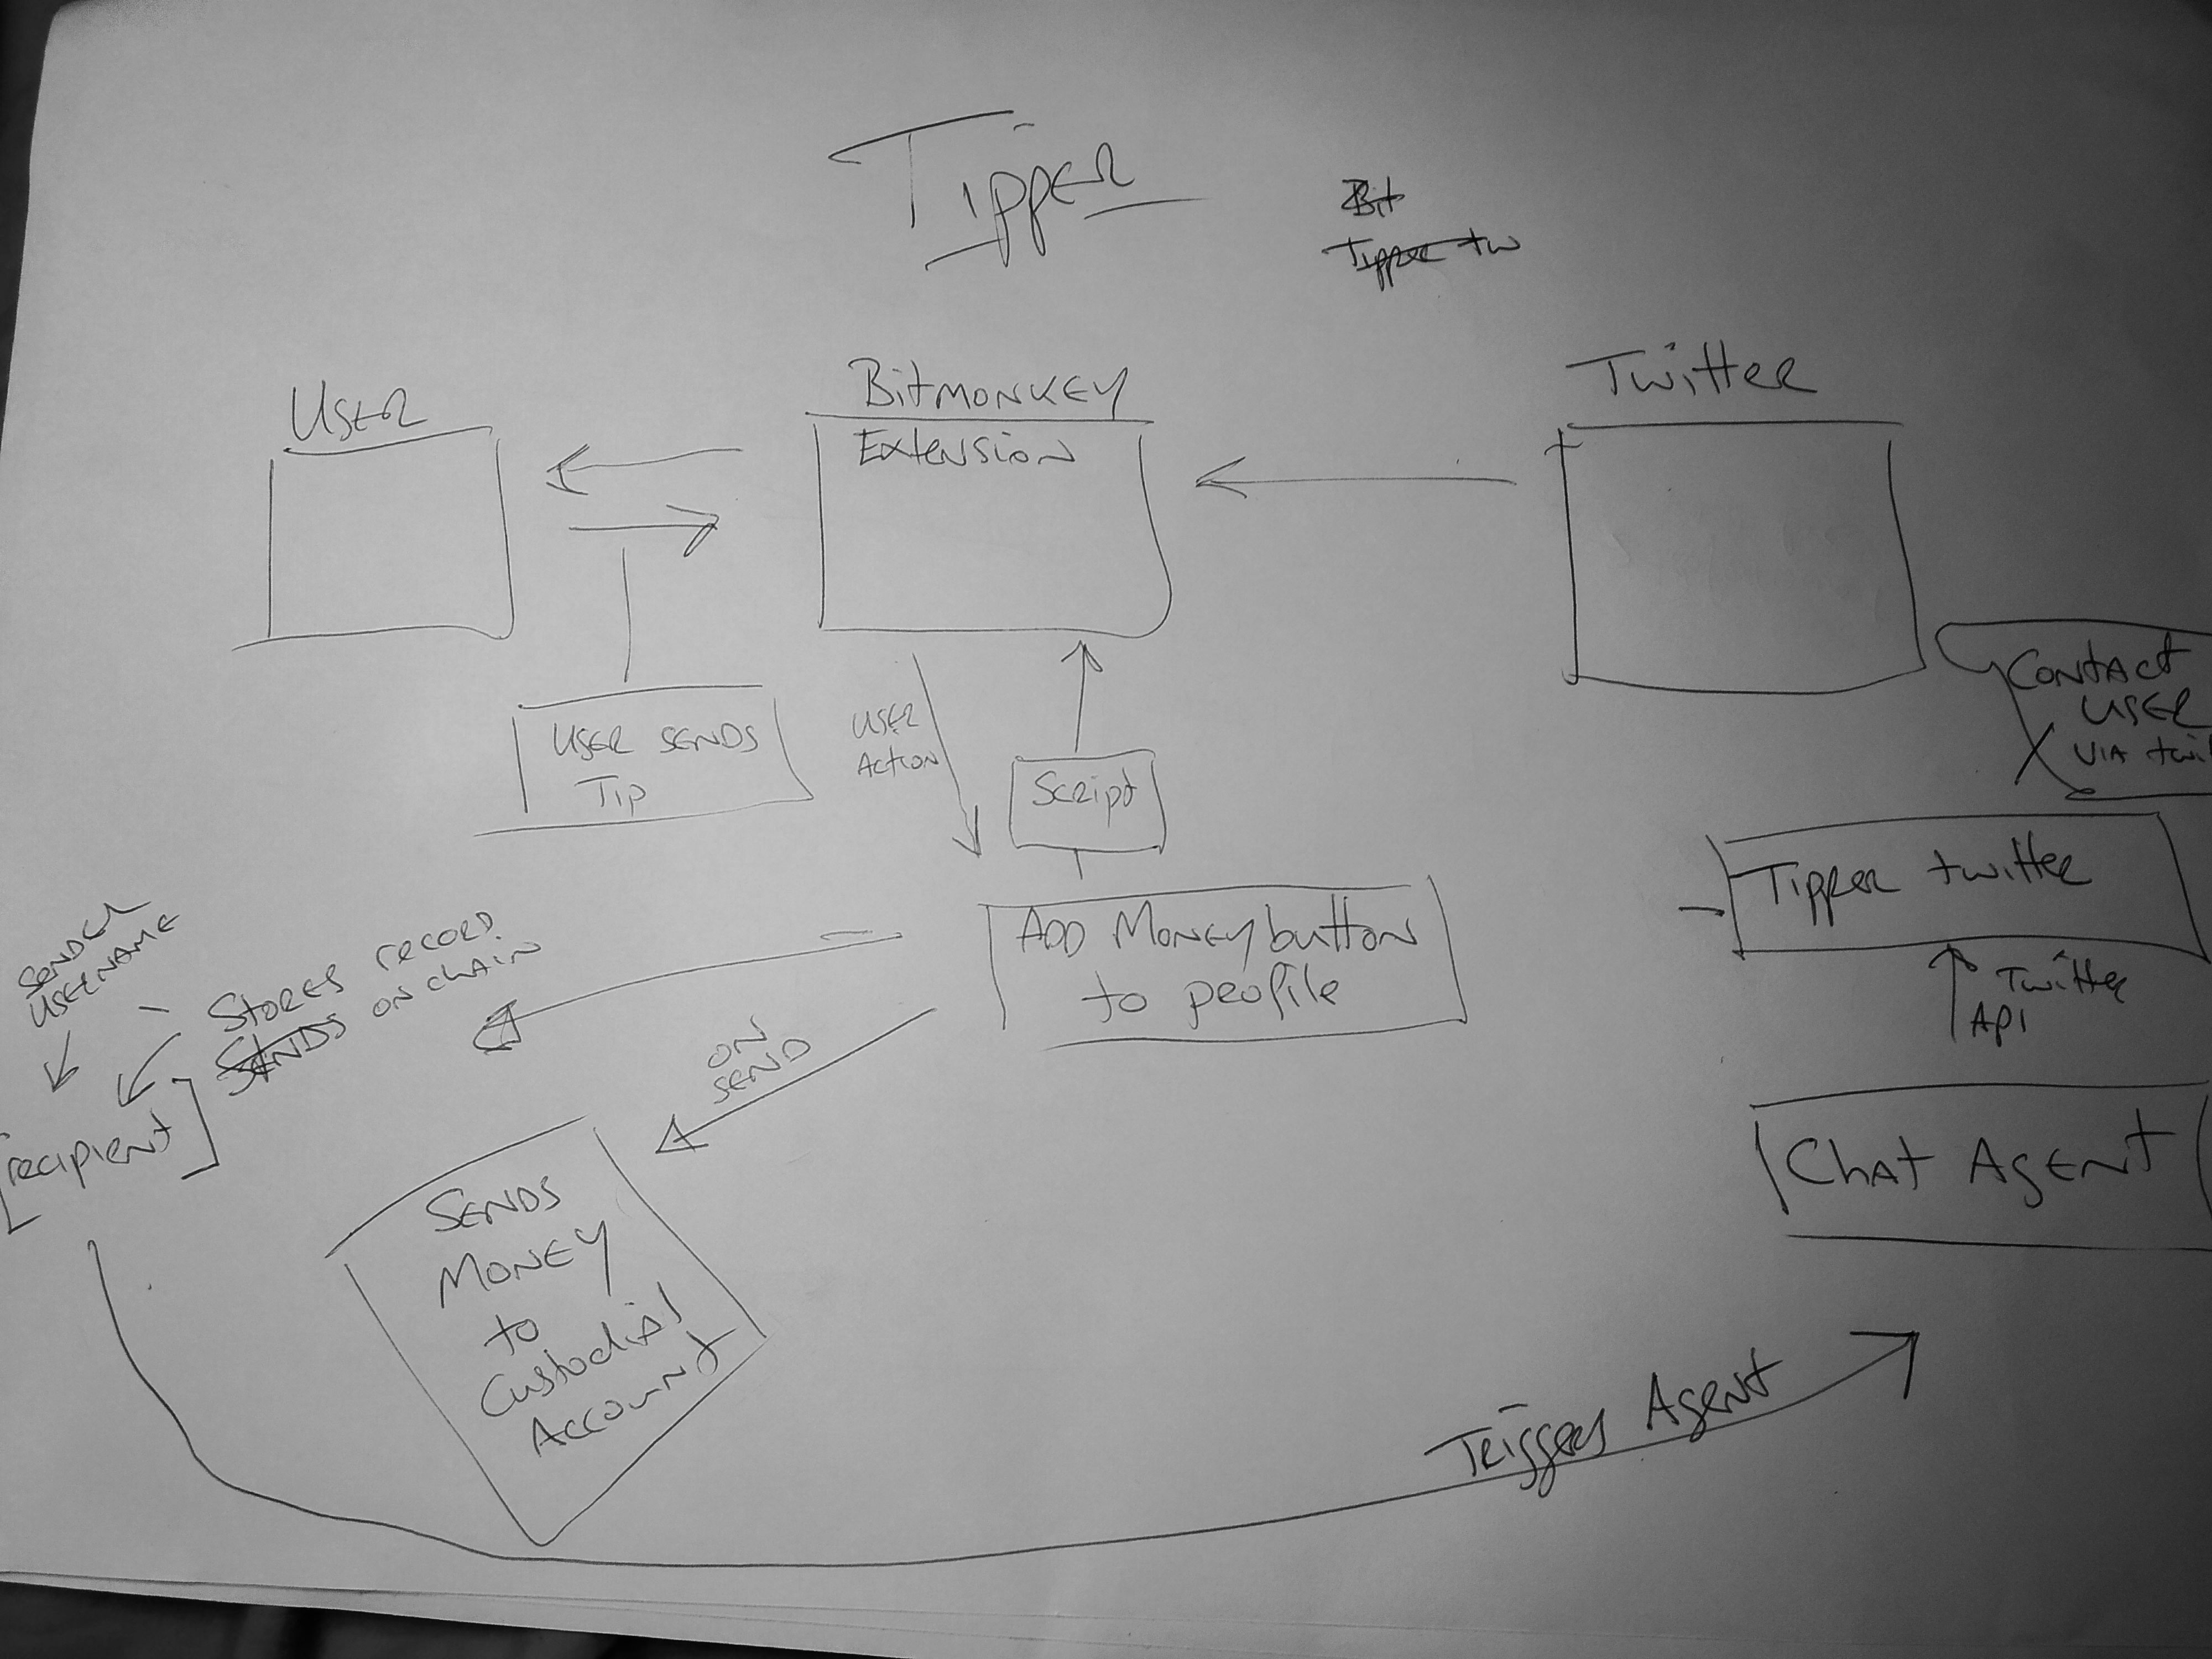 Tipper
Bit
Tipper tw
User
Bitmonkey
Extension
Twitter
User sends
Tip
User
Action
Script
Contact
User
via twi
Tipper twitter
Twitter
API
Chat Agent
Add Moneybutton
to profile
Sender
Username
Stores record
Sends on chain
[recipient]
On
Send
Sends
Money
to
Custodial
Account
Triggers Agent